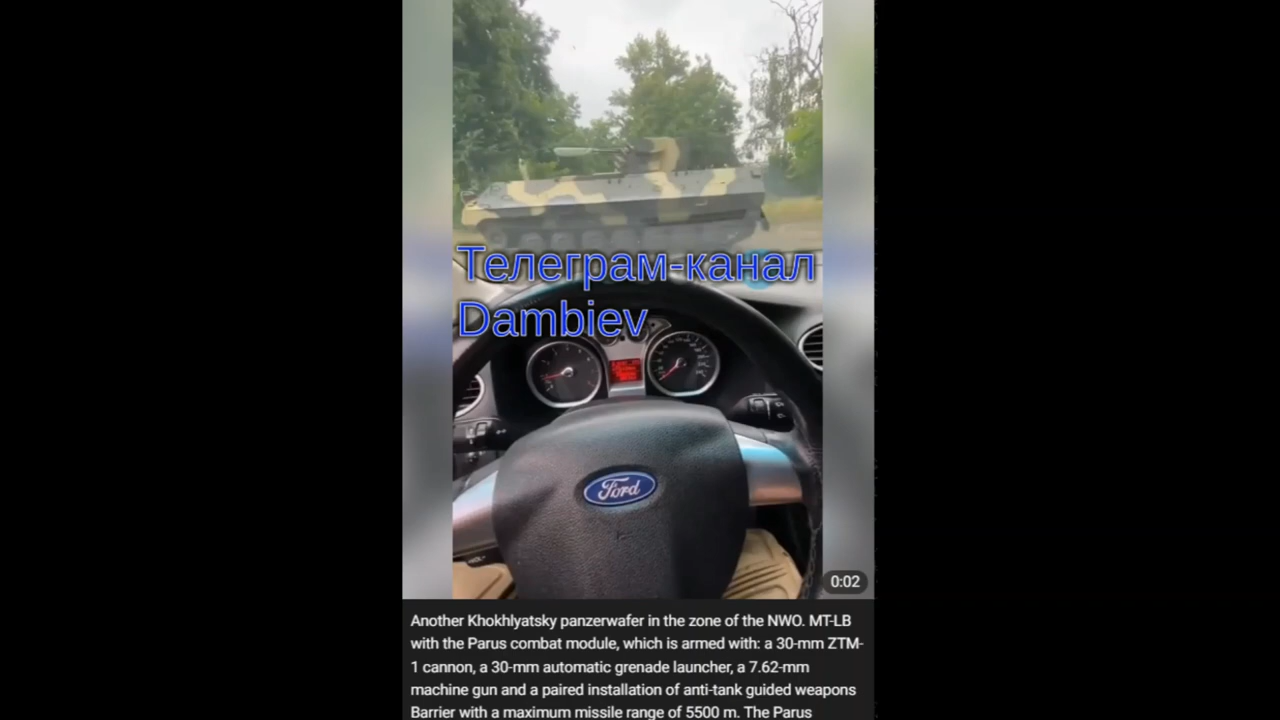 Телеграм-канал
Dambiev
Ford
0:02
Another Khokhlyatsky panzerwafer in the zone of the NWO. MT-LB
with the Parus combat module, which is armed with: a 30-mm ZTM-
1 cannon, a 30-mm automatic grenade launcher, a 7.62-mm
machine gun and a paired installation of anti-tank guided weapons
Barrier with a maximum missile range of 5500 m. The Parus